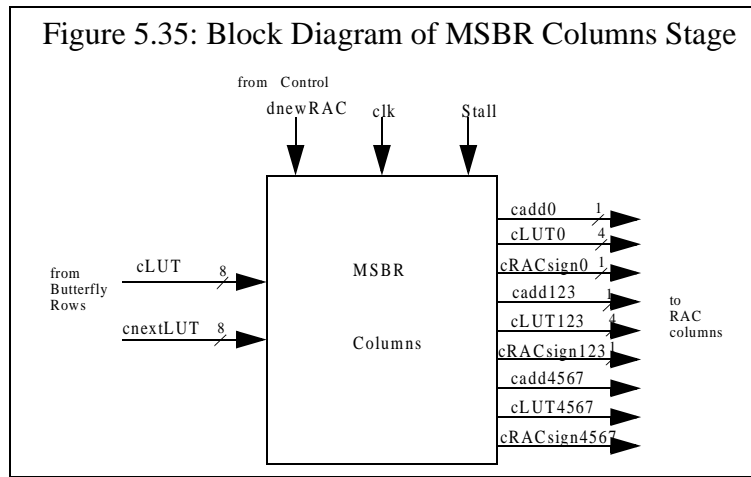 Figure 5.35: Block Diagram of MSBR Columns Stage
from Control
dnewRAC
clk
Stall
from
Butterfly
Rows
cLUT
8
cnextLUT
8
MSBR
Columns
cadd0
1
cLUT0
4
cRACsign0
1
cadd123
1
cLUT123
4
cRACsign123
1
cadd4567
cLUT4567
cRACsign4567
to
RAC
columns